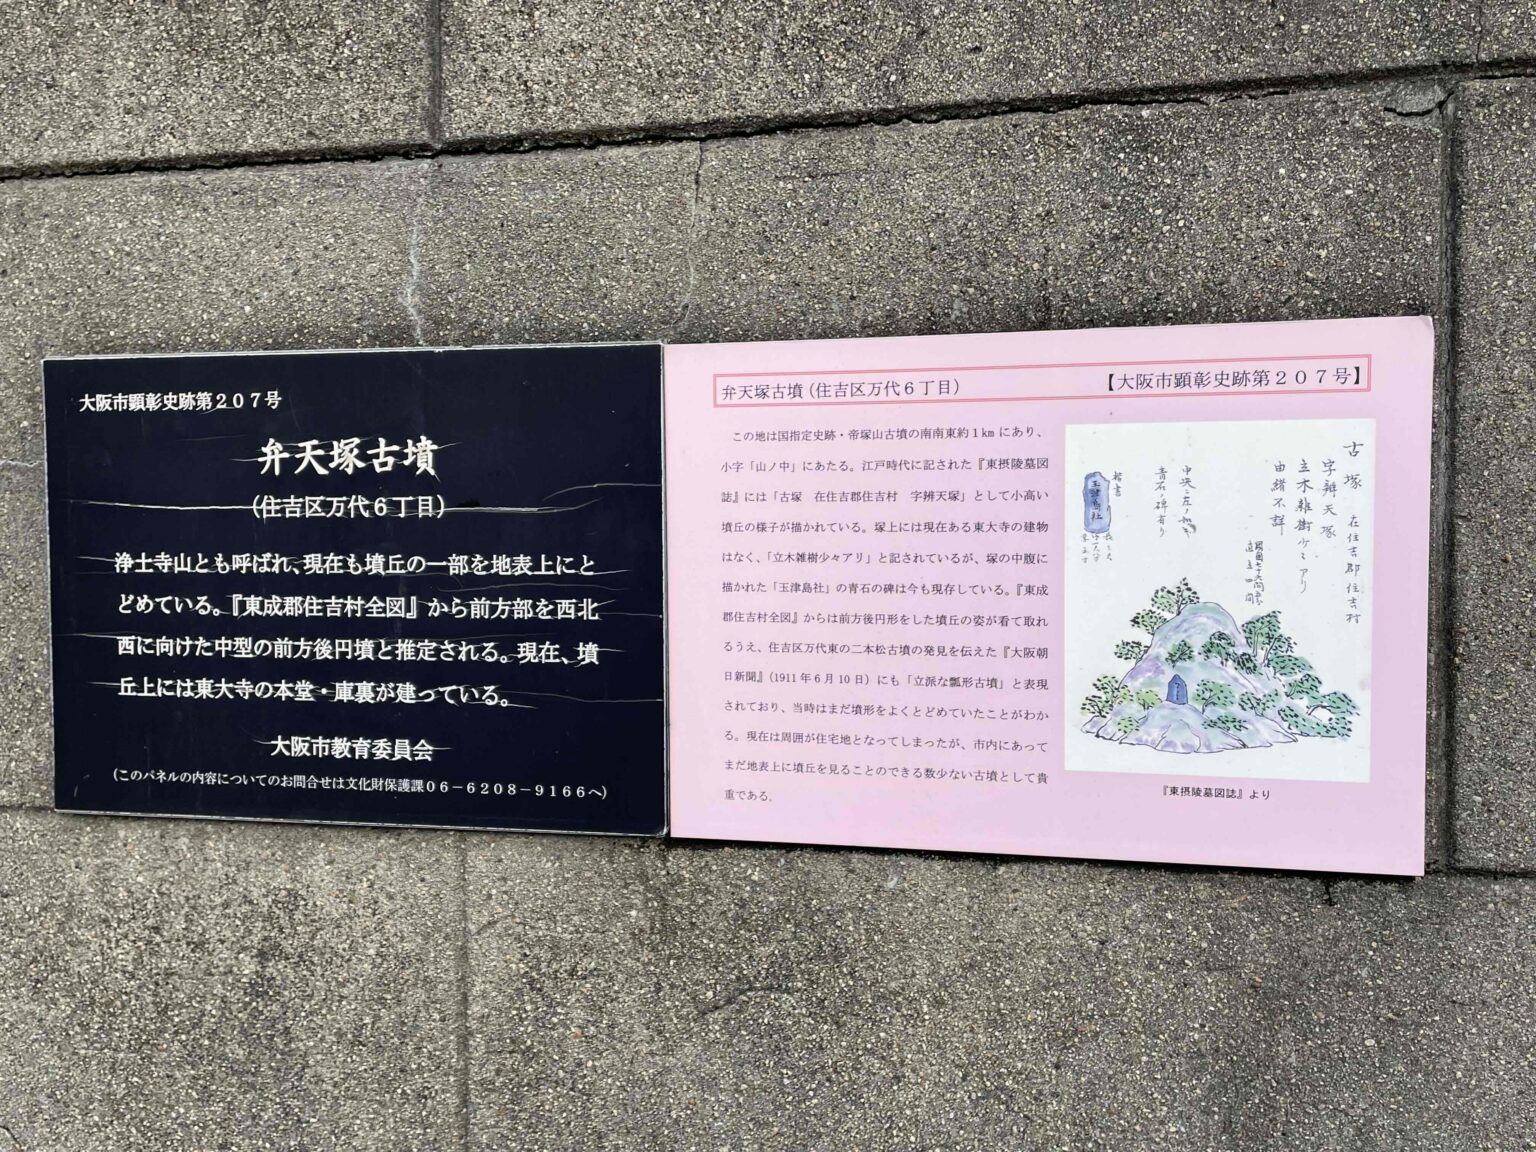 大阪市顕彰史跡第２０７号
弁天塚古墳
(住吉区万代６丁目)
浄土寺山とも呼ばれ、現在も墳丘の一部を地表上にと
どめている。『東成郡住吉村全図』から前方部を西北
西に向けた中型の前方後円墳と推定される。現在、墳
丘上には東大寺の本堂・庫裏が建っている。
大阪市教育委員会
(このパネルの内容についてのお問合せは文化財保護課０６－６２０８－９１６６へ)
弁天塚古墳 (住吉区万代６丁目)
【大阪市顕彰史跡第２０７号】
この地は国指定史跡・帝塚山古墳の南南東約１kmにあり、
小字「山ノ中」にあたる。江戸時代に記された『東摂陵墓図
誌』には「古塚　在住吉郡住吉村　字辨天塚」として小高い
墳丘の様子が描かれている。塚上には現在ある東大寺の建物
はなく、「立木雑樹少々アリ」と記されているが、塚の中腹に
描かれた「玉津島社」の青石の碑は今も現存している。『東成
郡住吉村全図』からは前方後円形をした墳丘の姿が看て取れ
るうえ、住吉区万代東の二本松古墳の発見を伝えた『大阪朝
日新聞』(1911年６月10日) にも「立派な瓢形古墳」と表現
されており、当時はまだ墳形をよくとどめていたことがわか
る。現在は周囲が住宅地となってしまったが、市内にあって
まだ地表上に墳丘を見ることのできる数少ない古墳として貴
重である。
古塚　在住吉郡住吉村
字辨天塚
立木雑樹少々アリ
由緒不詳
中央ニ左ノ如キ
青石ノ碑有リ
楷書
玉津島社
『東摂陵墓図誌』より